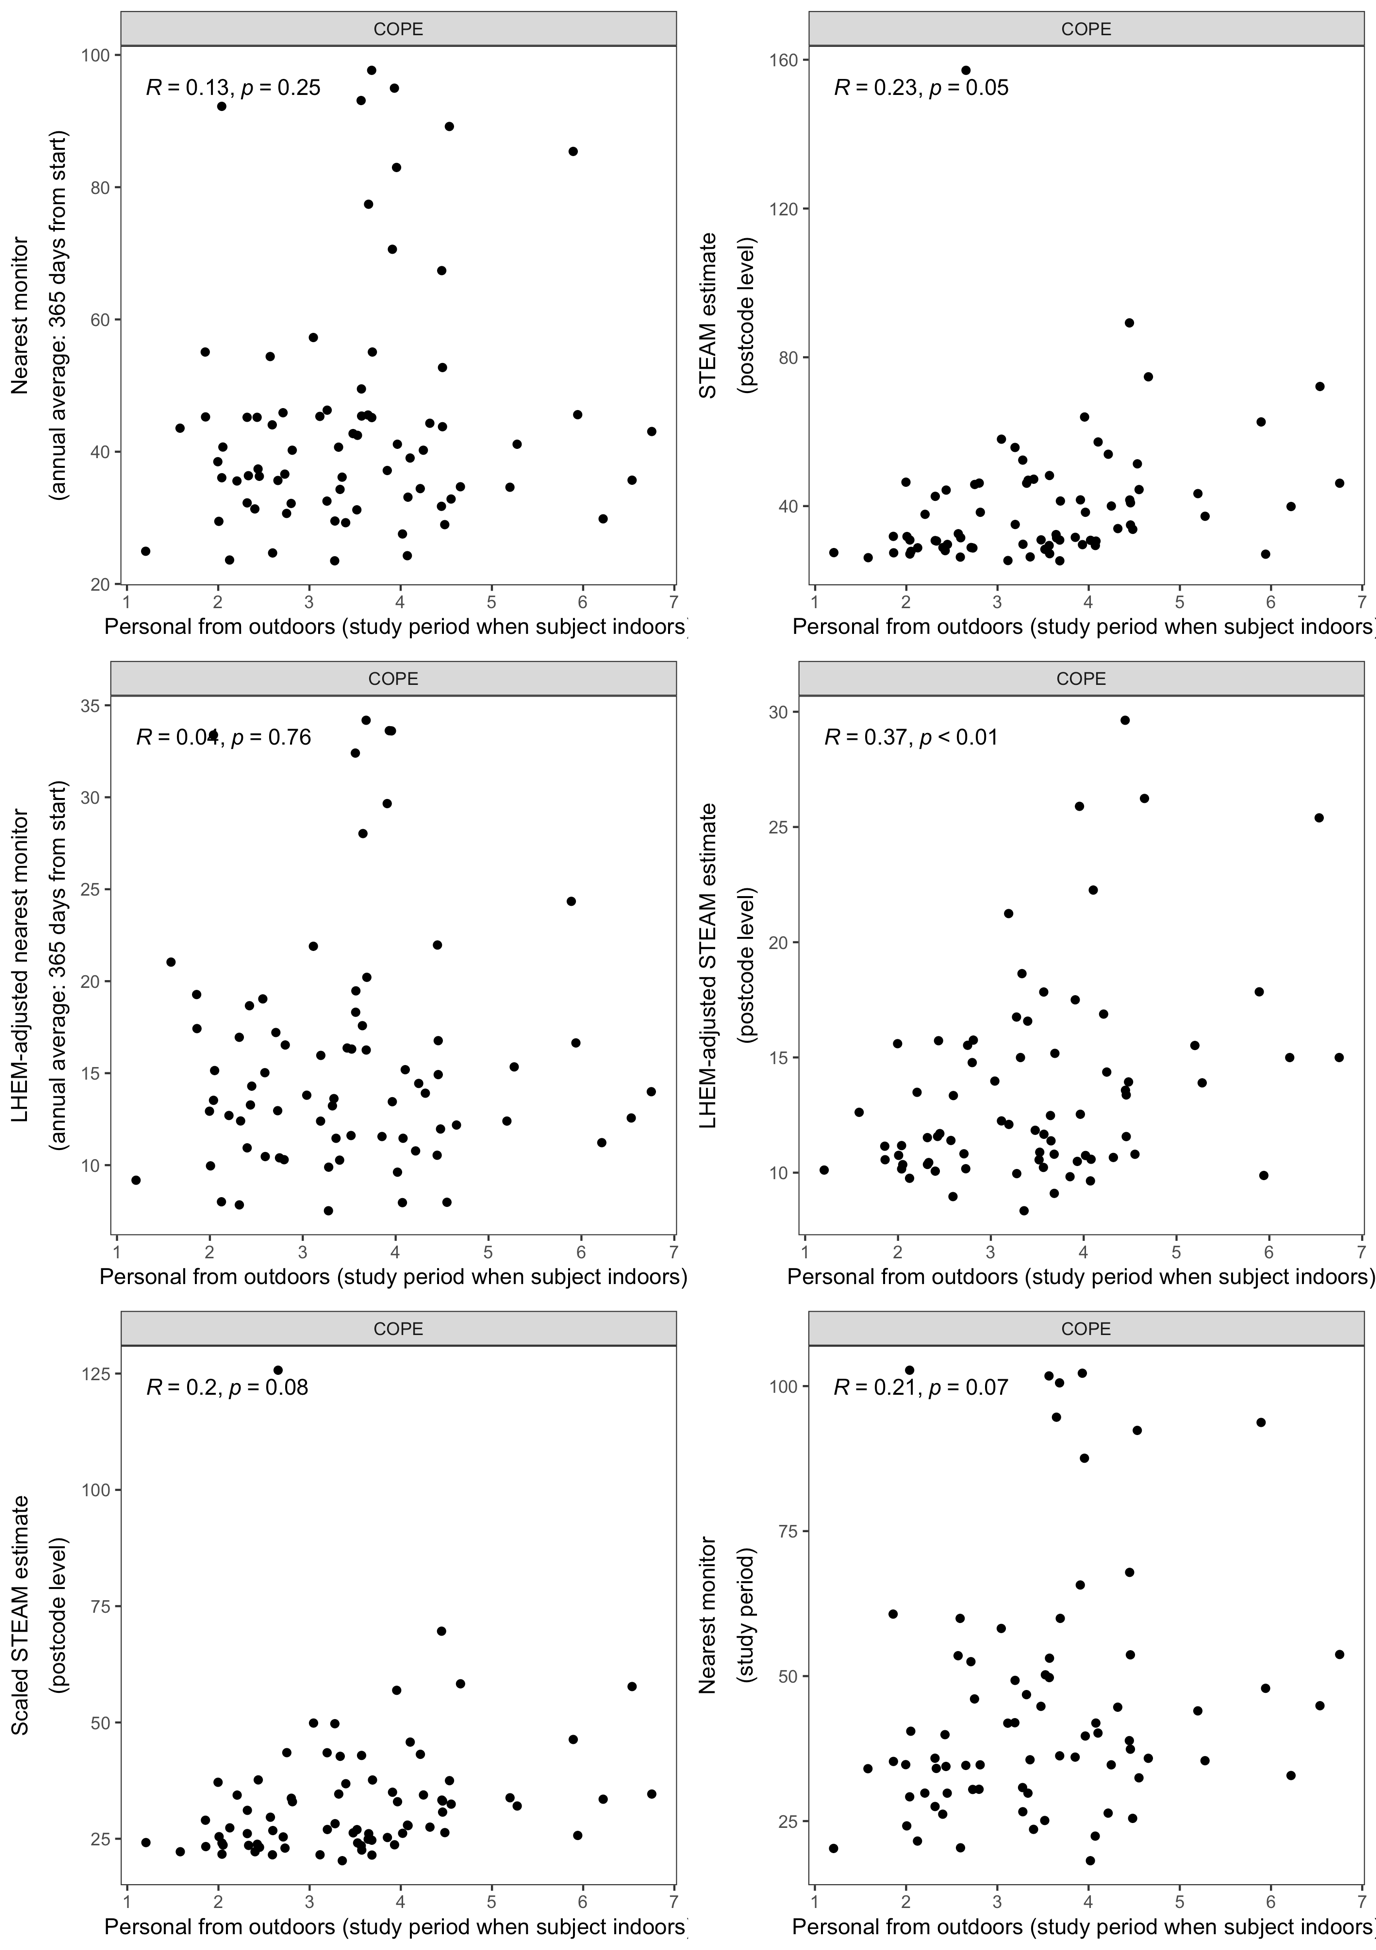 COPE
100
80
60
40
20
R = 0.13, p = 0.25
Nearest monitor
(annual average: 365 days from start)
1 2 3 4 5 6 7
Personal from outdoors (study period when subject indoors)
COPE
160
120
80
40
R = 0.23, p = 0.05
STEAM estimate
(postcode level)
1 2 3 4 5 6 7
Personal from outdoors (study period when subject indoors)
COPE
35
30
25
20
15
10
R = 0.04, p = 0.76
LHEM-adjusted nearest monitor
(annual average: 365 days from start)
1 2 3 4 5 6 7
Personal from outdoors (study period when subject indoors)
COPE
30
25
20
15
10
R = 0.37, p < 0.01
LHEM-adjusted STEAM estimate
(postcode level)
1 2 3 4 5 6 7
Personal from outdoors (study period when subject indoors)
COPE
125
100
75
50
25
R = 0.2, p = 0.08
Scaled STEAM estimate
(postcode level)
1 2 3 4 5 6 7
Personal from outdoors (study period when subject indoors)
COPE
100
75
50
25
R = 0.21, p = 0.07
Nearest monitor
(study period)
1 2 3 4 5 6 7
Personal from outdoors (study period when subject indoors)